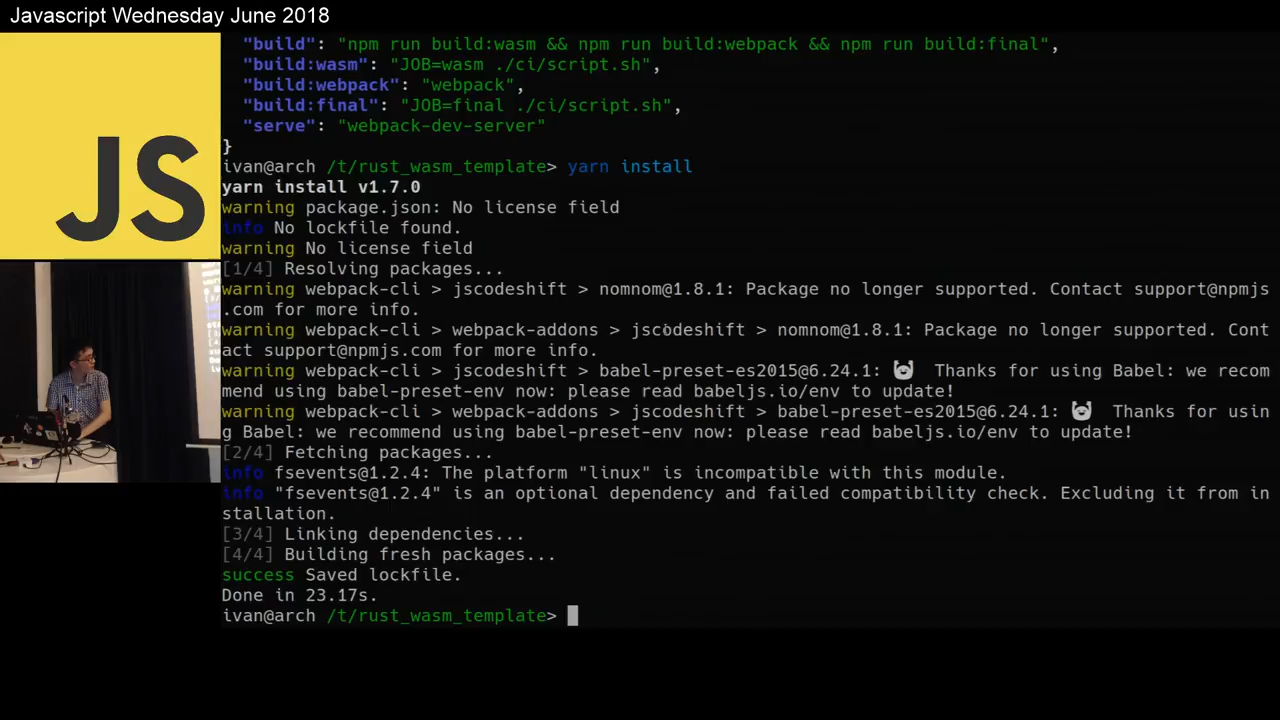 Javascript Wednesday June 2018
"build": "npm run build:wasm && npm run build:webpack && npm run build:final",
"build:wasm": "JOB=wasm ./ci/script.sh",
"build:webpack": "webpack",
"build:final": "JOB=final ./ci/script.sh",
"serve": "webpack-dev-server"
}
ivan@arch /t/rust_wasm_template> yarn install
yarn install v1.7.0
warning package.json: No license field
info No lockfile found.
warning No license field
[1/4] Resolving packages...
warning webpack-cli > jscodeshift > nomnom@1.8.1: Package no longer supported. Contact support@npmjs
.com for more info.
warning webpack-cli > webpack-addons > jscodeshift > nomnom@1.8.1: Package no longer supported. Cont
act support@npmjs.com for more info.
warning webpack-cli > jscodeshift > babel-preset-es2015@6.24.1: 🙌 Thanks for using Babel: we recom
mend using babel-preset-env now: please read babeljs.io/env to update!
warning webpack-cli > webpack-addons > jscodeshift > babel-preset-es2015@6.24.1: 🙌 Thanks for usin
g Babel: we recommend using babel-preset-env now: please read babeljs.io/env to update!
[2/4] Fetching packages...
info fsevents@1.2.4: The platform "linux" is incompatible with this module.
info "fsevents@1.2.4" is an optional dependency and failed compatibility check. Excluding it from in
stallation.
[3/4] Linking dependencies...
[4/4] Building fresh packages...
success Saved lockfile.
Done in 23.17s.
ivan@arch /t/rust_wasm_template>
JS